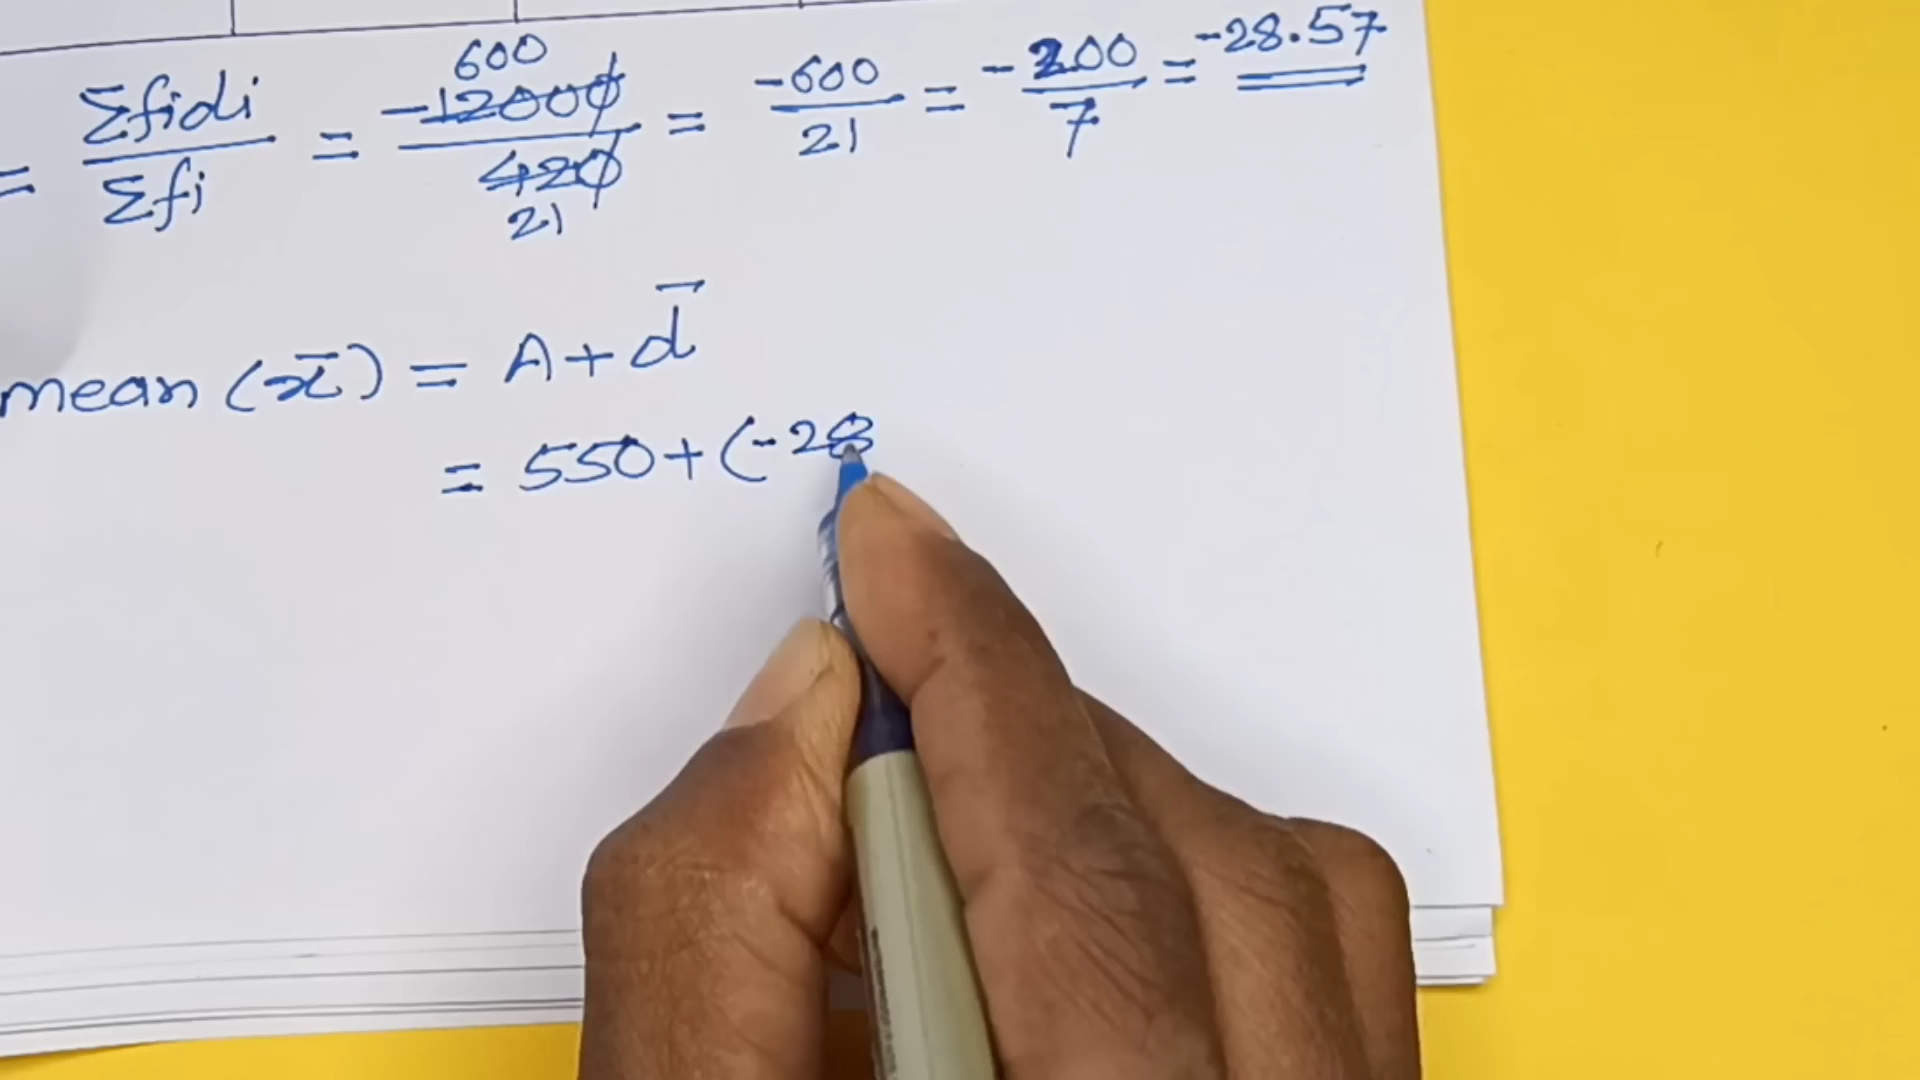 = Σfidi/Σfi = -12000/420 600 21 = -600/21 = -200/7 = -28.57
mean (x̄) = A + d̄
= 550 + (-28